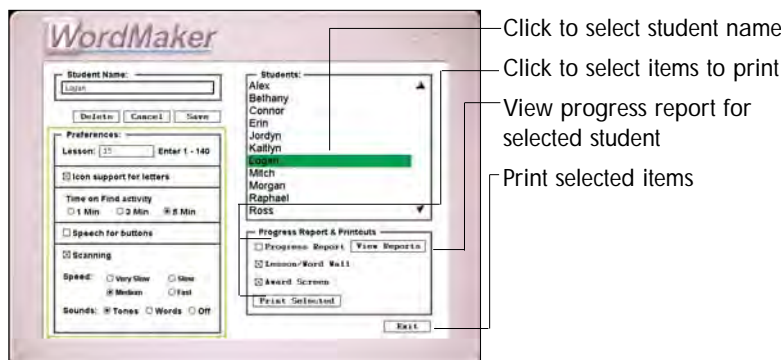 WordMaker
Student Name:
Logan
Delete Cancel Save
Preferences:
Lesson: 15 Enter 1 - 140
Icon support for letters
Time on Find activity
1 Min 3 Min 5 Min
Speech for buttons
Scanning
Speed: Very Slow Slow
Medium Fast
Sounds: Tones Words Off
Students:
Alex
Bethany
Connor
Erin
Jordyn
Kaitlyn
Logan
Mitch
Morgan
Raphael
Ross
Progress Report & Printouts
Progress Report View Reports
Lesson/Word Wall
Award Screen
Print Selected
Exit
Click to select student name
Click to select items to print
View progress report for
selected student
Print selected items